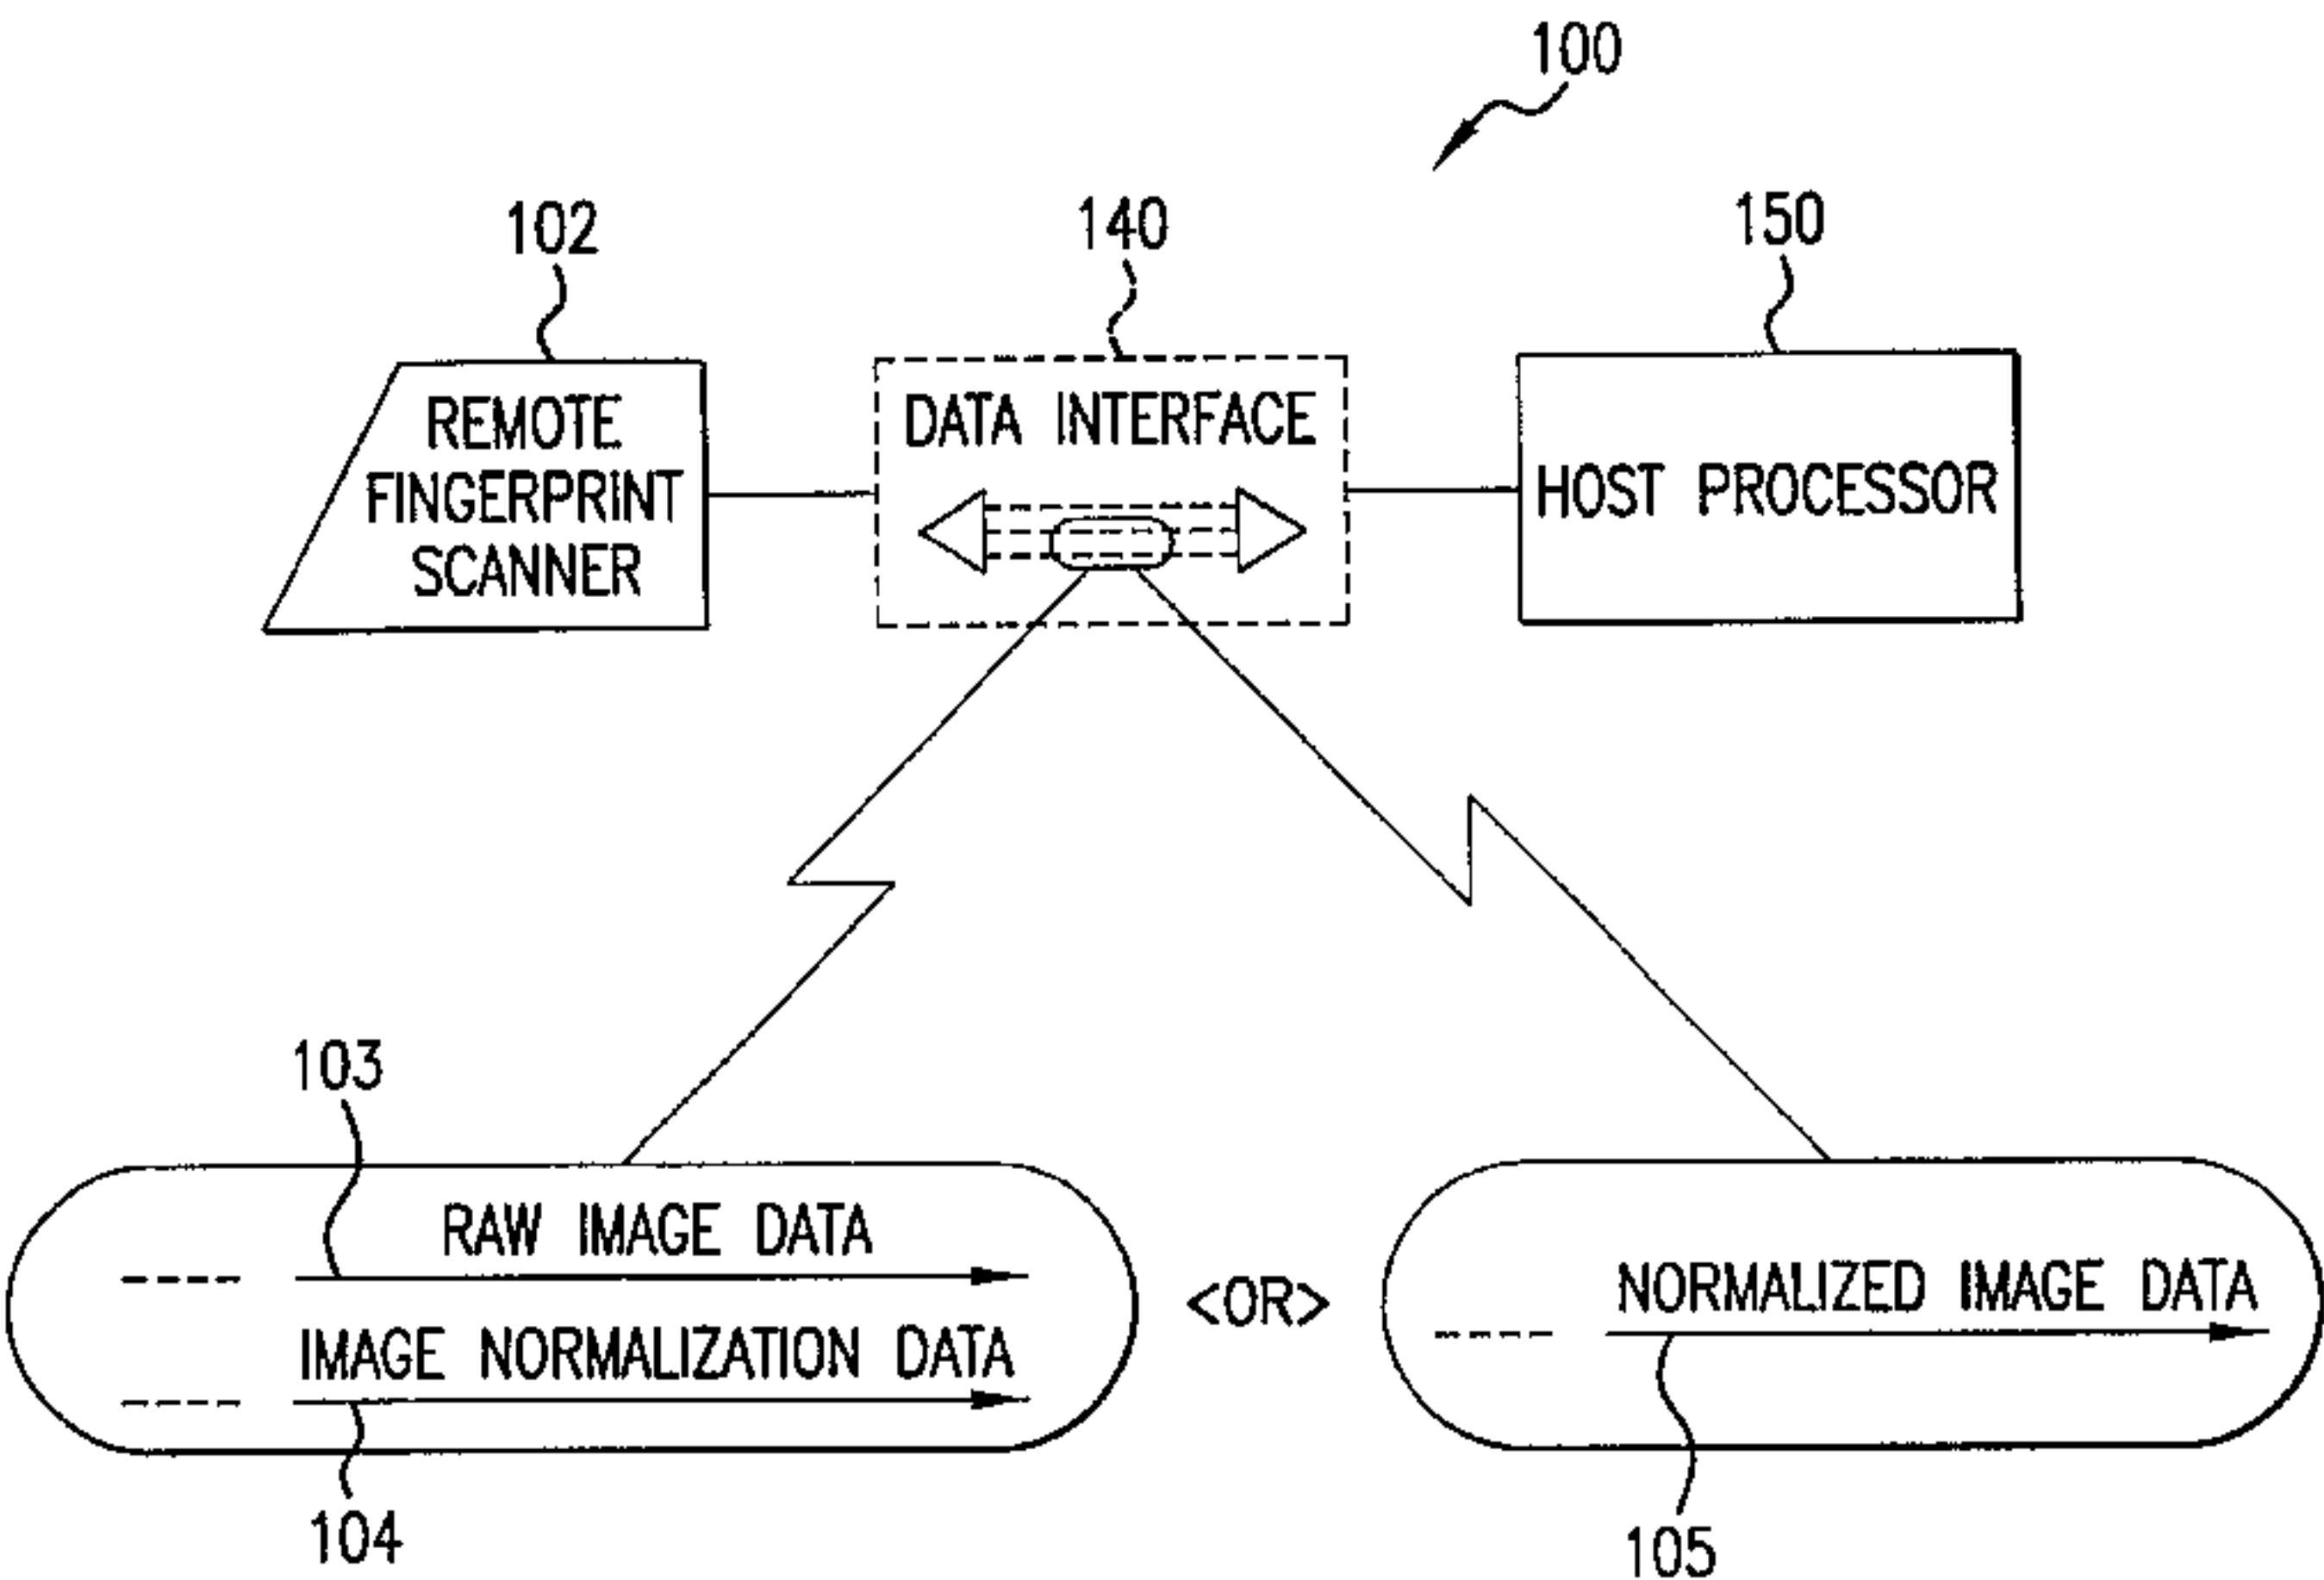 100
102
140
150
REMOTE
FINGERPRINT
SCANNER
DATA INTERFACE
HOST PROCESSOR
103
RAW IMAGE DATA
IMAGE NORMALIZATION DATA
104
<OR>
NORMALIZED IMAGE DATA
105